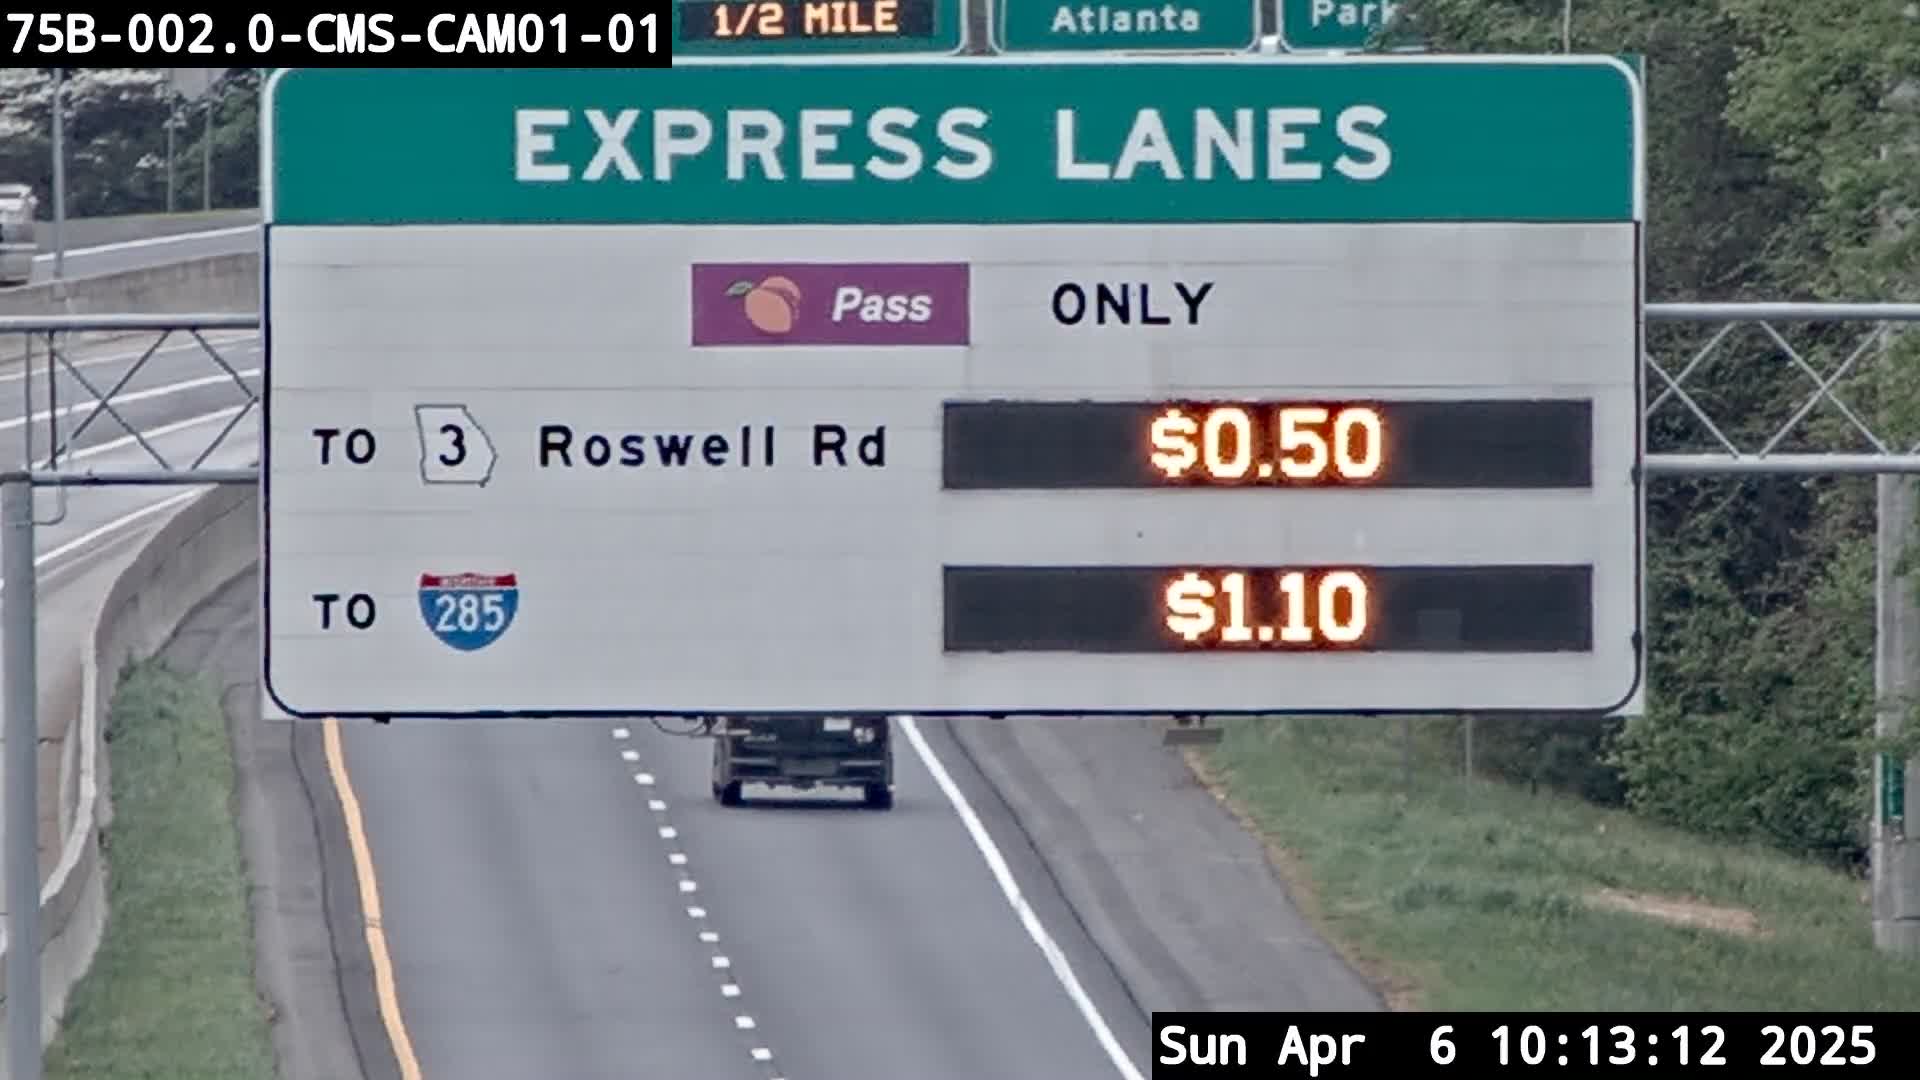 75B-002.0-CMS-CAM01-01
1/2 MILE
Atlanta
Park
EXPRESS LANES
Pass ONLY
TO 3 Roswell Rd $0.50
TO 285 $1.10
Sun Apr 6 10:13:12 2025